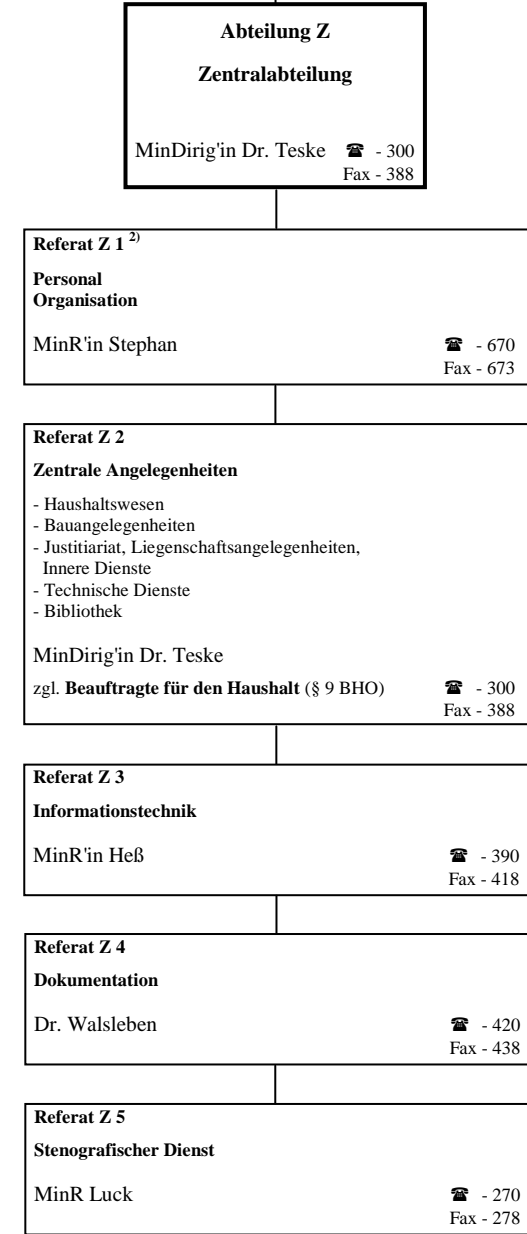 Abteilung Z
Zentralabteilung
MinDirig'in Dr. Teske ☎ - 300
Fax - 388
Referat Z 1 2)
Personal
Organisation
MinR'in Stephan ☎ - 670
Fax - 673
Referat Z 2
Zentrale Angelegenheiten
- Haushaltswesen
- Bauangelegenheiten
- Justitiariat, Liegenschaftsangelegenheiten,
Innere Dienste
- Technische Dienste
- Bibliothek
MinDirig'in Dr. Teske
zgl. Beauftragte für den Haushalt (§ 9 BHO) ☎ - 300
Fax - 388
Referat Z 3
Informationstechnik
MinR'in Heß ☎ - 390
Fax - 418
Referat Z 4
Dokumentation
Dr. Walsleben ☎ - 420
Fax - 438
Referat Z 5
Stenografischer Dienst
MinR Luck ☎ - 270
Fax - 278